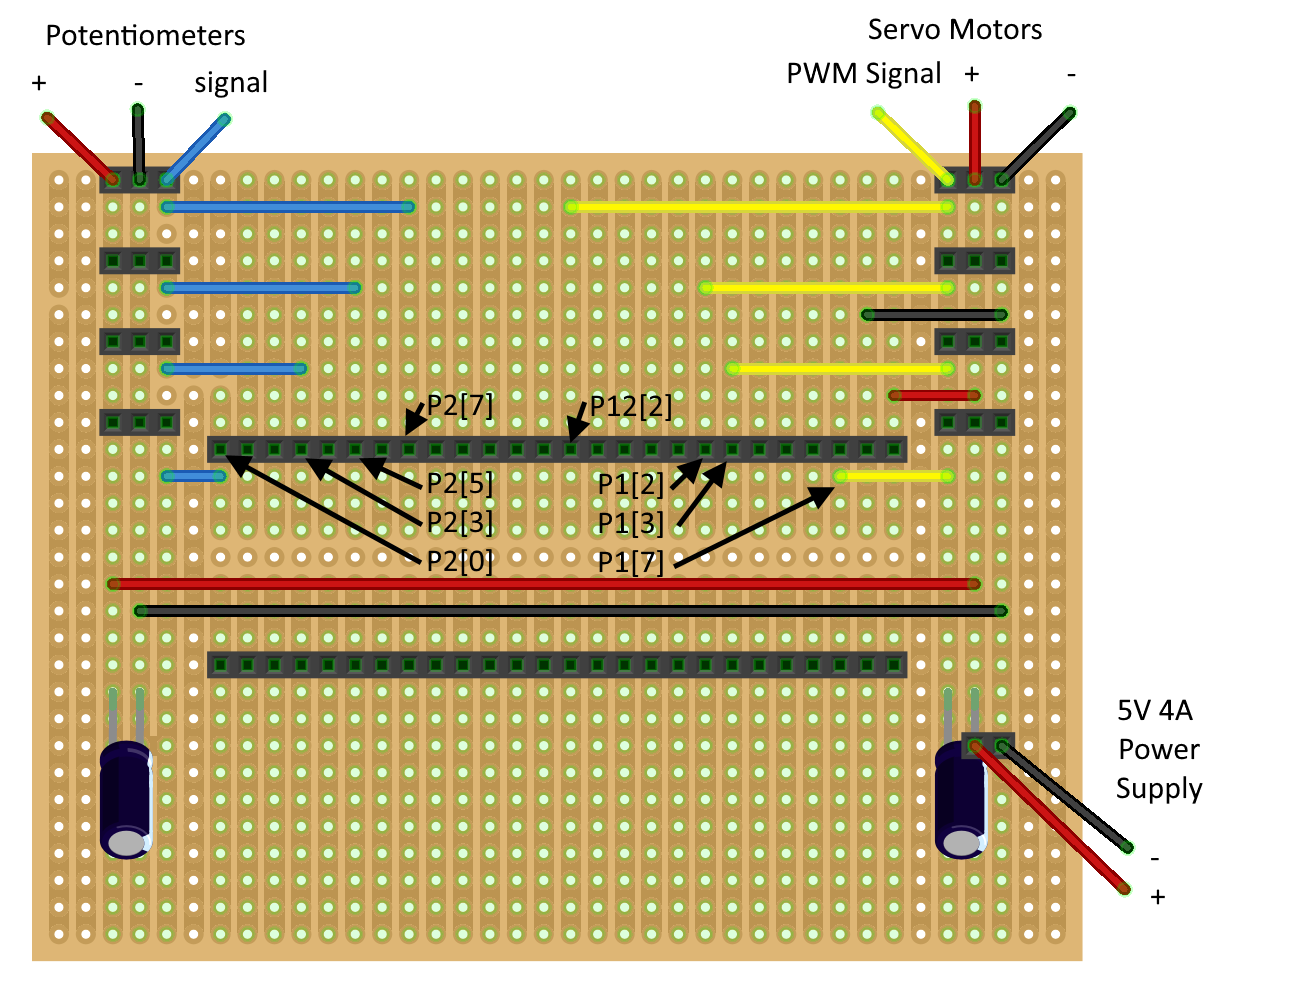 Potentiometers
+ - signal
Servo Motors
PWM Signal + -
P2[7]
P12[2]
P2[5]
P2[3]
P2[0]
P1[2]
P1[3]
P1[7]
5V 4A
Power
Supply
-
+